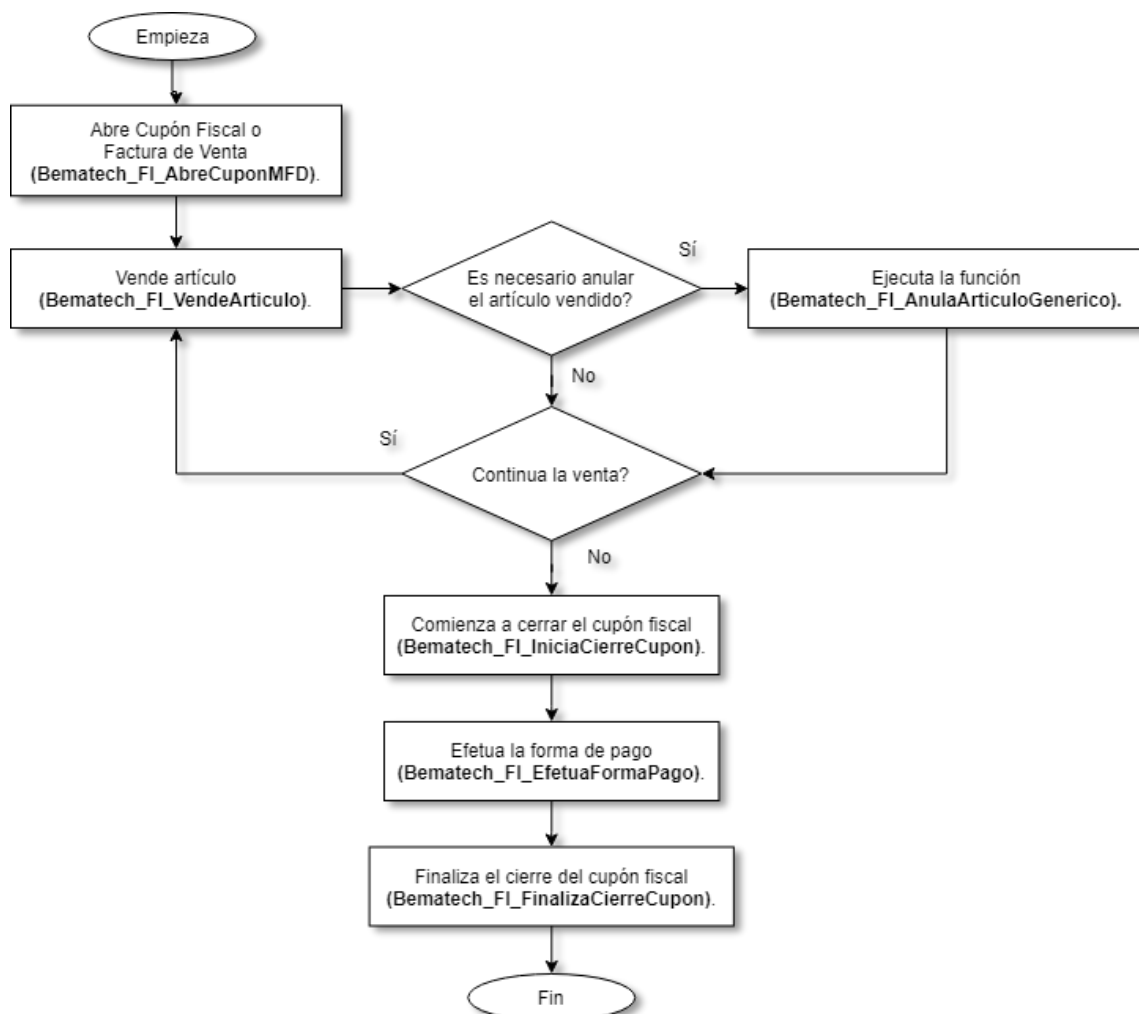 Empieza
Abre Cupón Fiscal o
Factura de Venta
(Bematech_FI_AbreCuponMFD).
Vende artículo
(Bematech_FI_VendeArticulo).
Es necesario anular
el artículo vendido?
Sí
Ejecuta la función
(Bematech_FI_AnulaArticuloGenerico).
No
Sí
Continua la venta?
No
Comienza a cerrar el cupón fiscal
(Bematech_FI_IniciaCierreCupon).
Efetua la forma de pago
(Bematech_FI_EfetuaFormaPago).
Finaliza el cierre del cupón fiscal
(Bematech_FI_FinalizaCierreCupon).
Fin